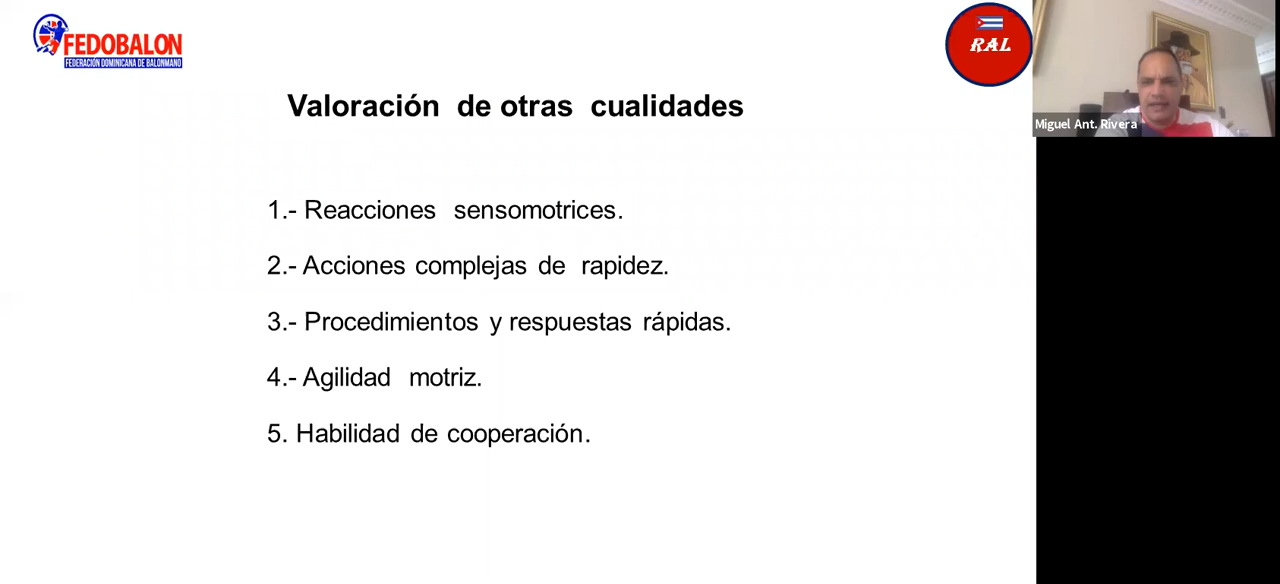 FEDOBALON
FEDERACIÓN DOMINICANA DE BALONMANO
RAL
Miguel Ant. Rivera
Valoración de otras cualidades
1.- Reacciones sensomotrices.
2.- Acciones complejas de rapidez.
3.- Procedimientos y respuestas rápidas.
4.- Agilidad motriz.
5. Habilidad de cooperación.